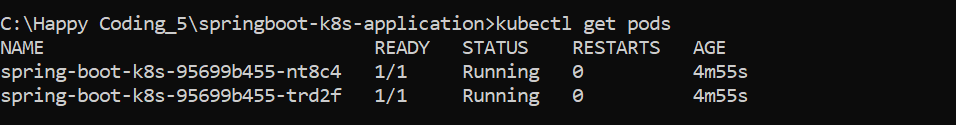 C:\Happy Coding_5\springboot-k8s-application>kubectl get pods
NAME                           READY   STATUS    RESTARTS   AGE
spring-boot-k8s-95699b455-nt8c4   1/1     Running   0          4m55s
spring-boot-k8s-95699b455-trd2f   1/1     Running   0          4m55s